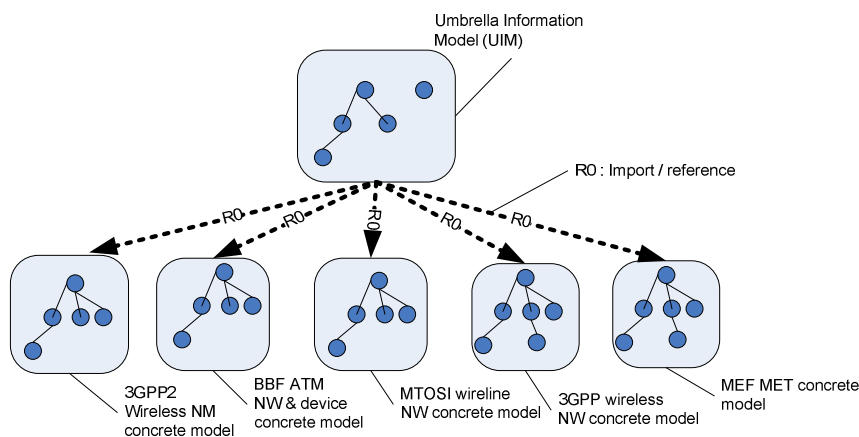 Umbrella Information
Model (UIM)
R0 : Import / reference
R0
R0
R0
R0
R0
3GPP2
Wireless NM
concrete model
BBF ATM
NW & device
concrete model
MTOSI wireline
NW concrete model
3GPP wireless
NW concrete model
MEF MET concrete
model